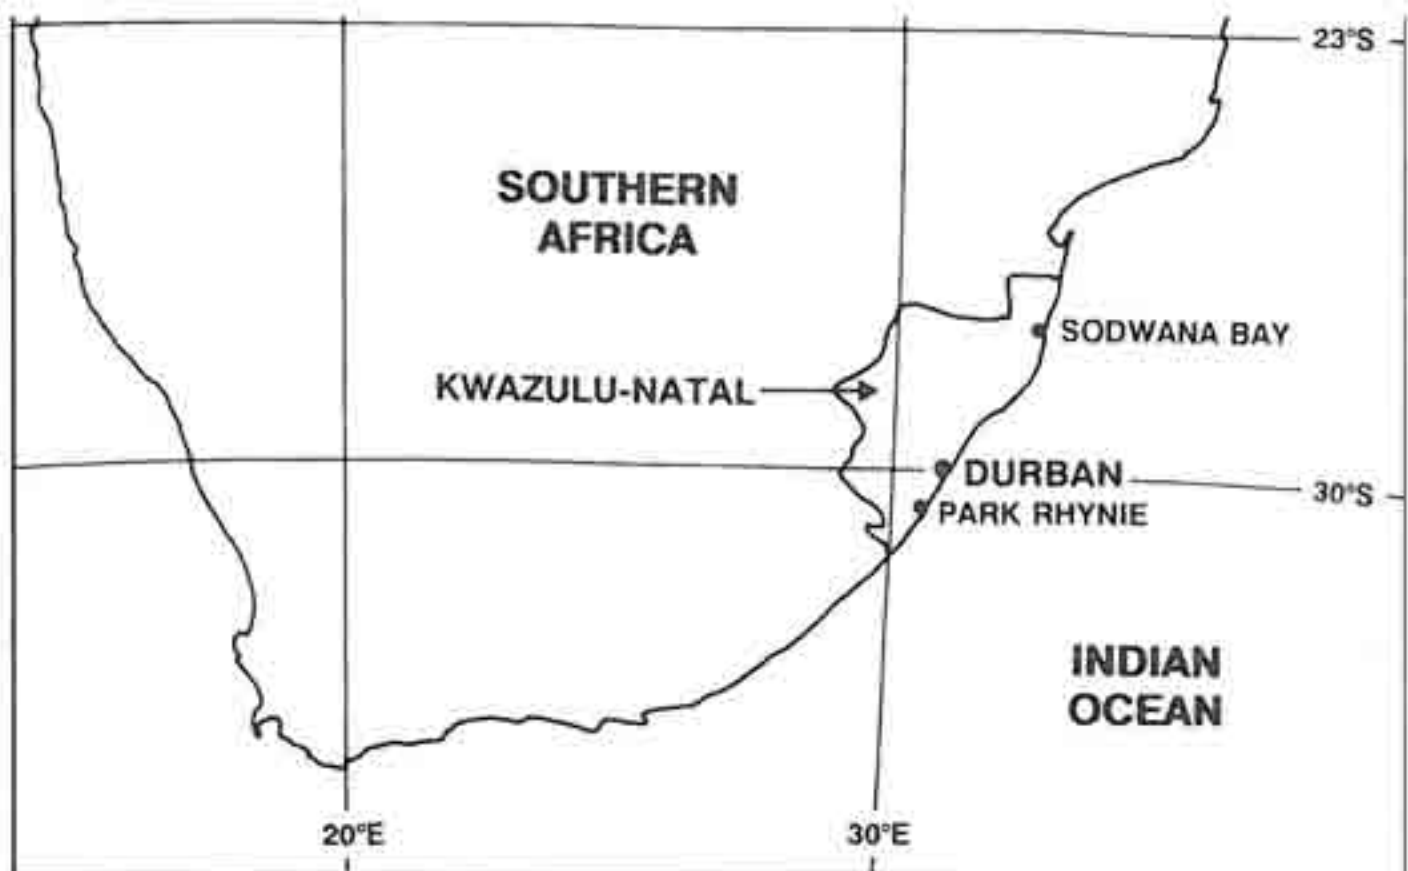 23°S
SOUTHERN
AFRICA
SODWANA BAY
KWAZULU-NATAL
DURBAN
30°S
PARK RHYNIE
INDIAN
OCEAN
20°E
30°E